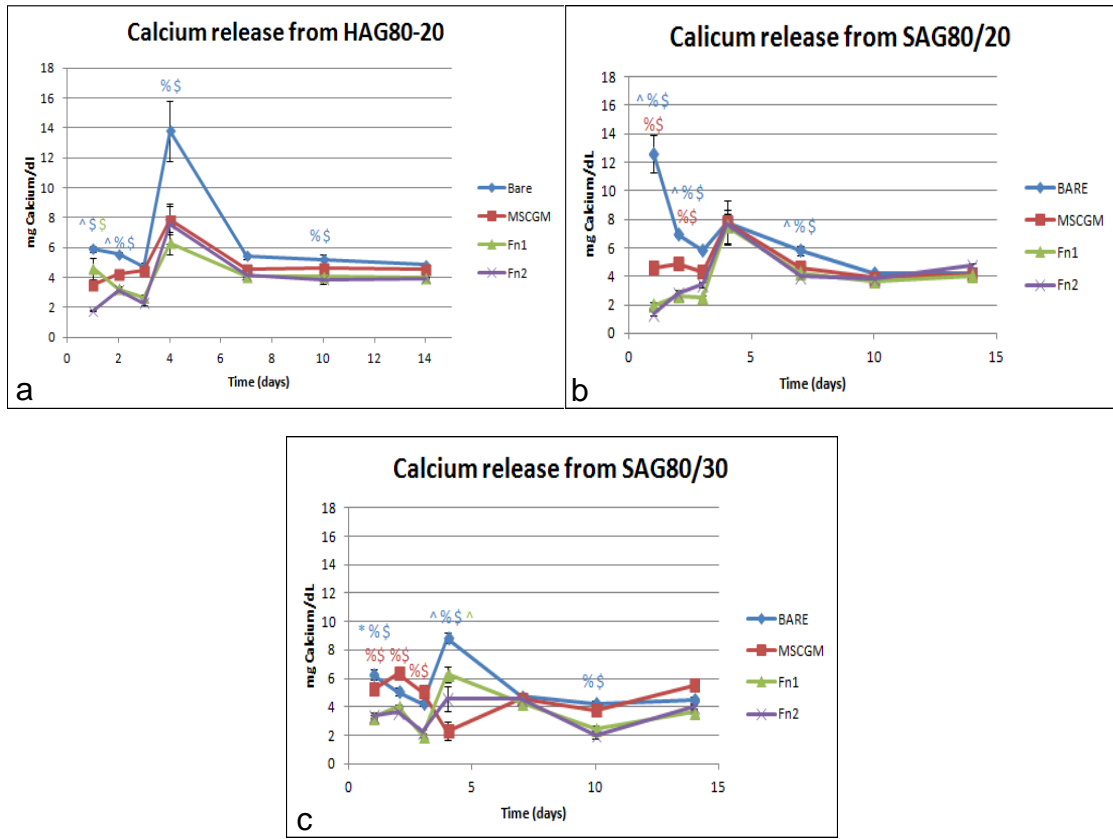 Calcium release from HAG80-20
mg Calcium/dl
18
16
14
12
10
8
6
4
2
0
% $
^ $ $
^ % $
% $
0 2 4 6 8 10 12 14
Time (days)
Bare
MSCGM
Fn1
Fn2
a
Calicum release from SAG80/20
mg Calcium/dL
18
16
14
12
10
8
6
4
2
0
^ % $
%$
^ % $
%$
^ % $
0 5 10 15
Time (days)
BARE
MSCGM
Fn1
Fn2
b
Calcium release from SAG80/30
mg Calcium/dL
18
16
14
12
10
8
6
4
2
0
* % $
%$ %$ %$
^ % $ ^
% $
0 5 10 15
Time (days)
BARE
MSCGM
Fn1
Fn2
c